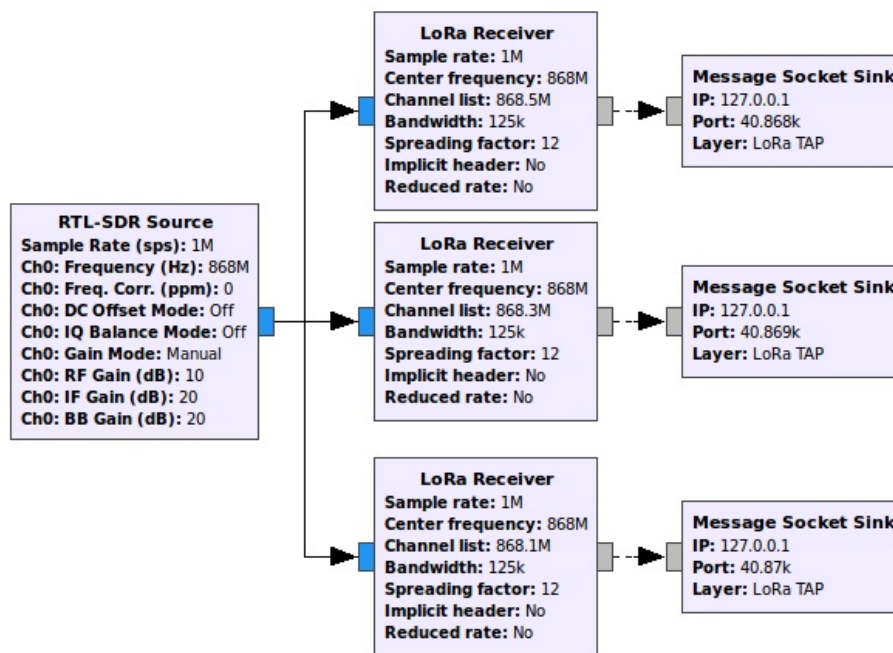 RTL-SDR Source
Sample Rate (sps): 1M
Ch0: Frequency (Hz): 868M
Ch0: Freq. Corr. (ppm): 0
Ch0: DC Offset Mode: Off
Ch0: IQ Balance Mode: Off
Ch0: Gain Mode: Manual
Ch0: RF Gain (dB): 10
Ch0: IF Gain (dB): 20
Ch0: BB Gain (dB): 20
LoRa Receiver
Sample rate: 1M
Center frequency: 868M
Channel list: 868.5M
Bandwidth: 125k
Spreading factor: 12
Implicit header: No
Reduced rate: No
Message Socket Sink
IP: 127.0.0.1
Port: 40.868k
Layer: LoRa TAP
LoRa Receiver
Sample rate: 1M
Center frequency: 868M
Channel list: 868.3M
Bandwidth: 125k
Spreading factor: 12
Implicit header: No
Reduced rate: No
Message Socket Sink
IP: 127.0.0.1
Port: 40.869k
Layer: LoRa TAP
LoRa Receiver
Sample rate: 1M
Center frequency: 868M
Channel list: 868.1M
Bandwidth: 125k
Spreading factor: 12
Implicit header: No
Reduced rate: No
Message Socket Sink
IP: 127.0.0.1
Port: 40.87k
Layer: LoRa TAP